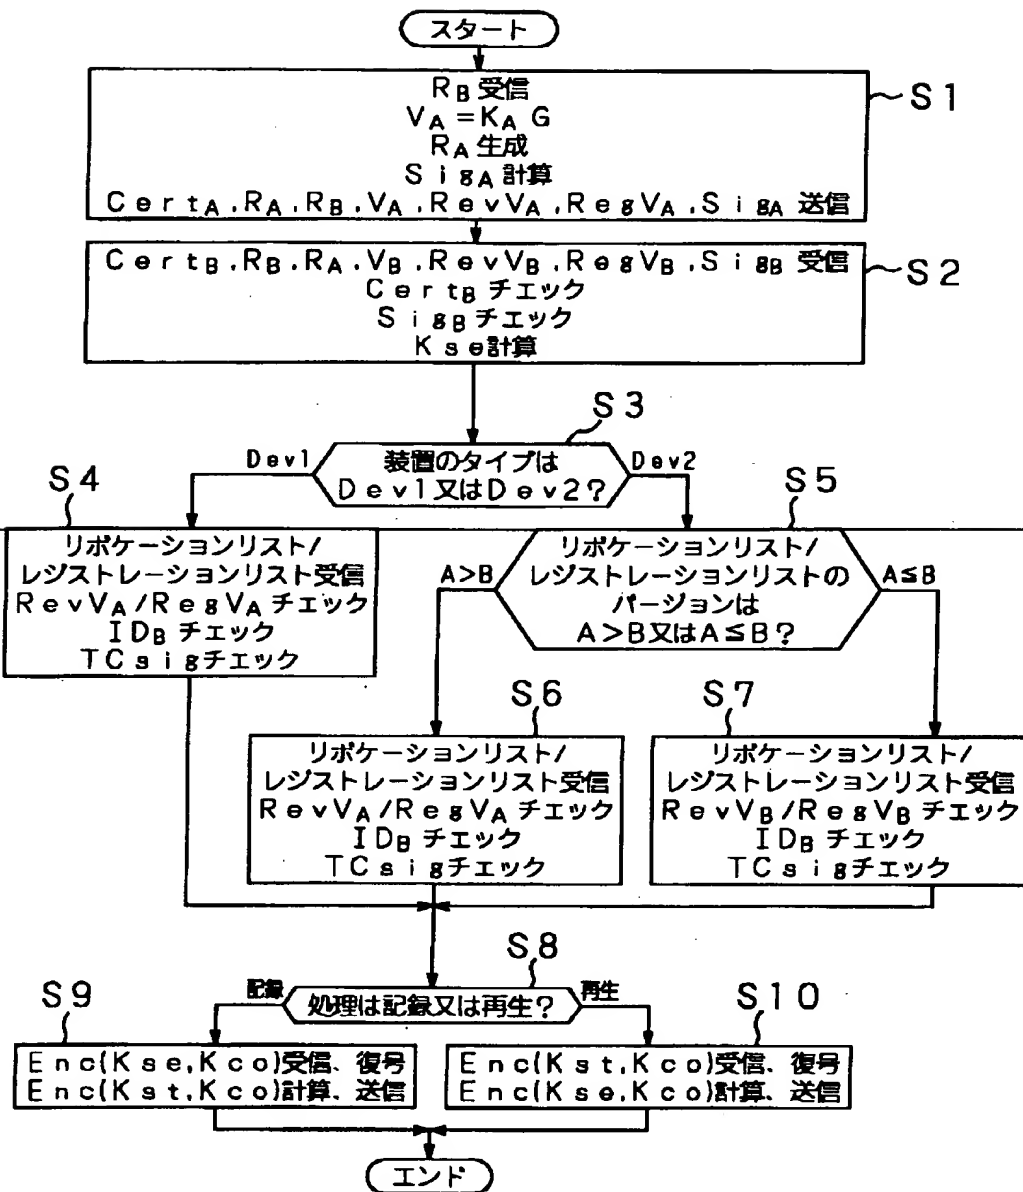 スタート
RB 受信
VA=KA G
RA 生成
SigA 計算
CertA,RA,RB,VA,RevVA,RegVA,SigA 送信
S1
CertB,RB,RA,VB,RevVB,RegVB,SigB 受信
CertB チェック
SigB チェック
Kse計算
S2
S3
装置のタイプは
Dev1又はDev2?
Dev1
Dev2
S4
リボケーションリスト/
レジストレーションリスト受信
RevVA/RegVA チェック
IDB チェック
TCsigチェック
S5
リボケーションリスト/
レジストレーションリストの
バージョンは
A>B又はA≦B?
A>B
A≦B
S6
リボケーションリスト/
レジストレーションリスト受信
RevVA/RegVA チェック
IDB チェック
TCsigチェック
S7
リボケーションリスト/
レジストレーションリスト受信
RevVB/RegVB チェック
IDB チェック
TCsigチェック
S8
処理は記録又は再生?
記録
再生
S9
Enc(Kse,Kco)受信、復号
Enc(Kst,Kco)計算、送信
S10
Enc(Kst,Kco)受信、復号
Enc(Kse,Kco)計算、送信
エンド